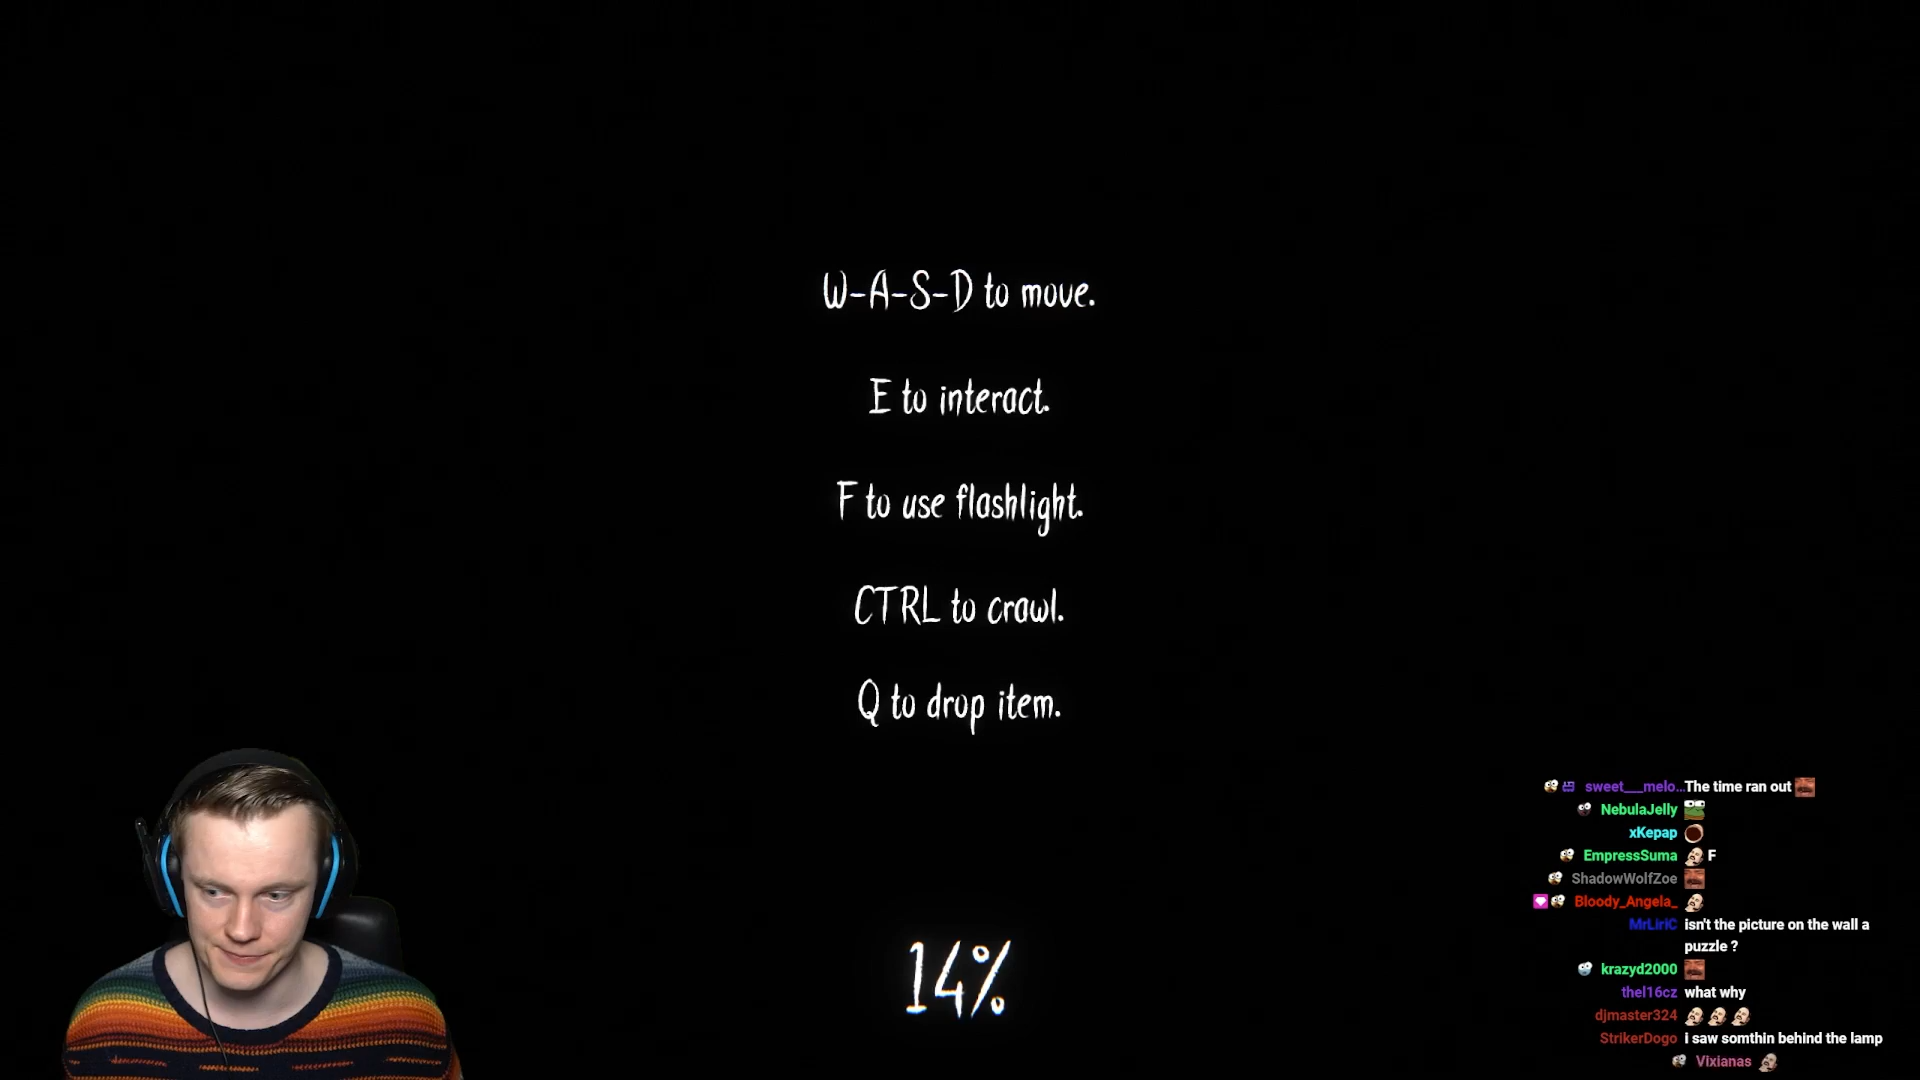 W-A-S-D to move.
E to interact.
F to use flashlight.
CTRL to crawl.
Q to drop item.
14%
sweet__melo...The time ran out
NebulaJelly
xKepap
EmpressSuma F
ShadowWolfZoe
Bloody_Angela_
MrLiriC isn't the picture on the wall a
puzzle ?
krazyd2000
thel16cz what why
djmaster324
StrikerDogo i saw somthin behind the lamp
Vixianas